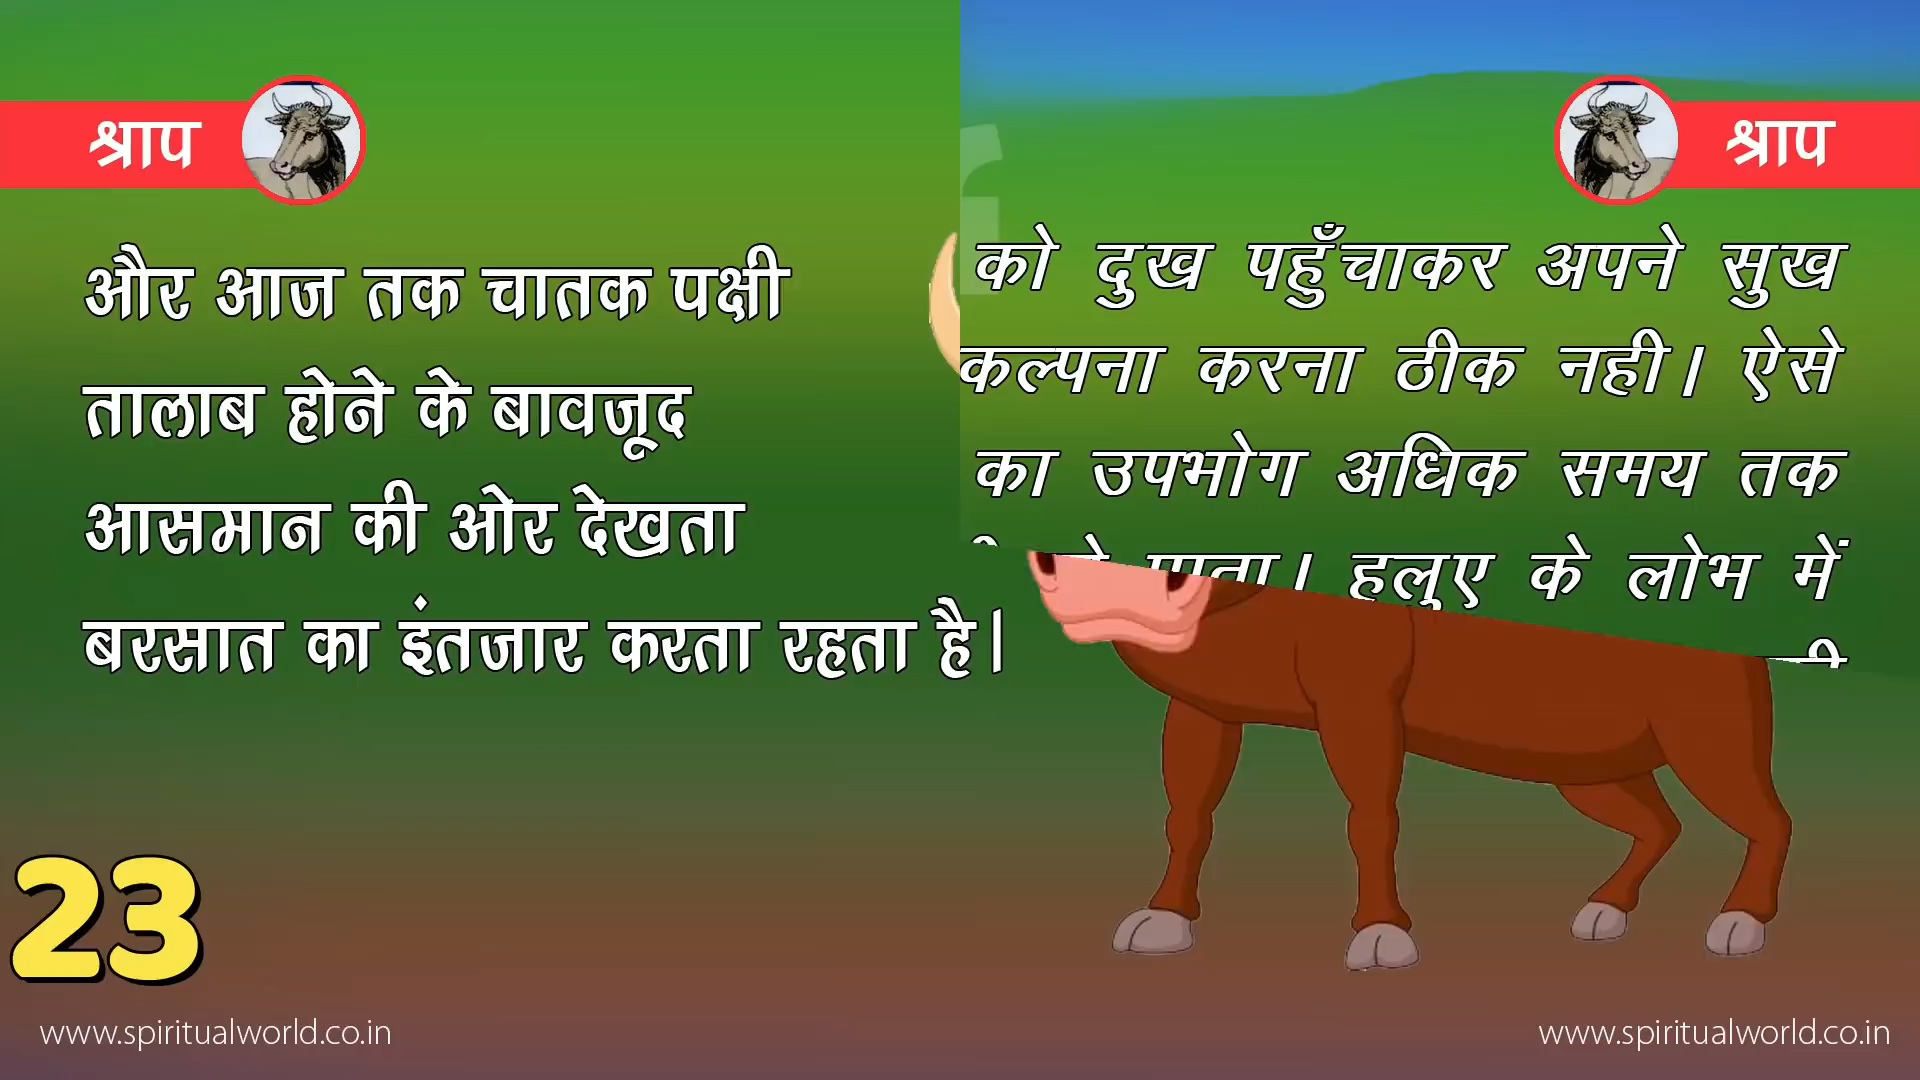 श्राप
और आज तक चातक पक्षी
तालाब होने के बावजूद
आसमान की ओर देखता
बरसात का इंतजार करता रहता है।
23
www.spiritualworld.co.in
श्राप
को दुख पहुँचाकर अपने सुख
कल्पना करना ठीक नही। ऐसे
का उपभोग अधिक समय तक
हलुए के लोभ में
www.spiritualworld.co.in